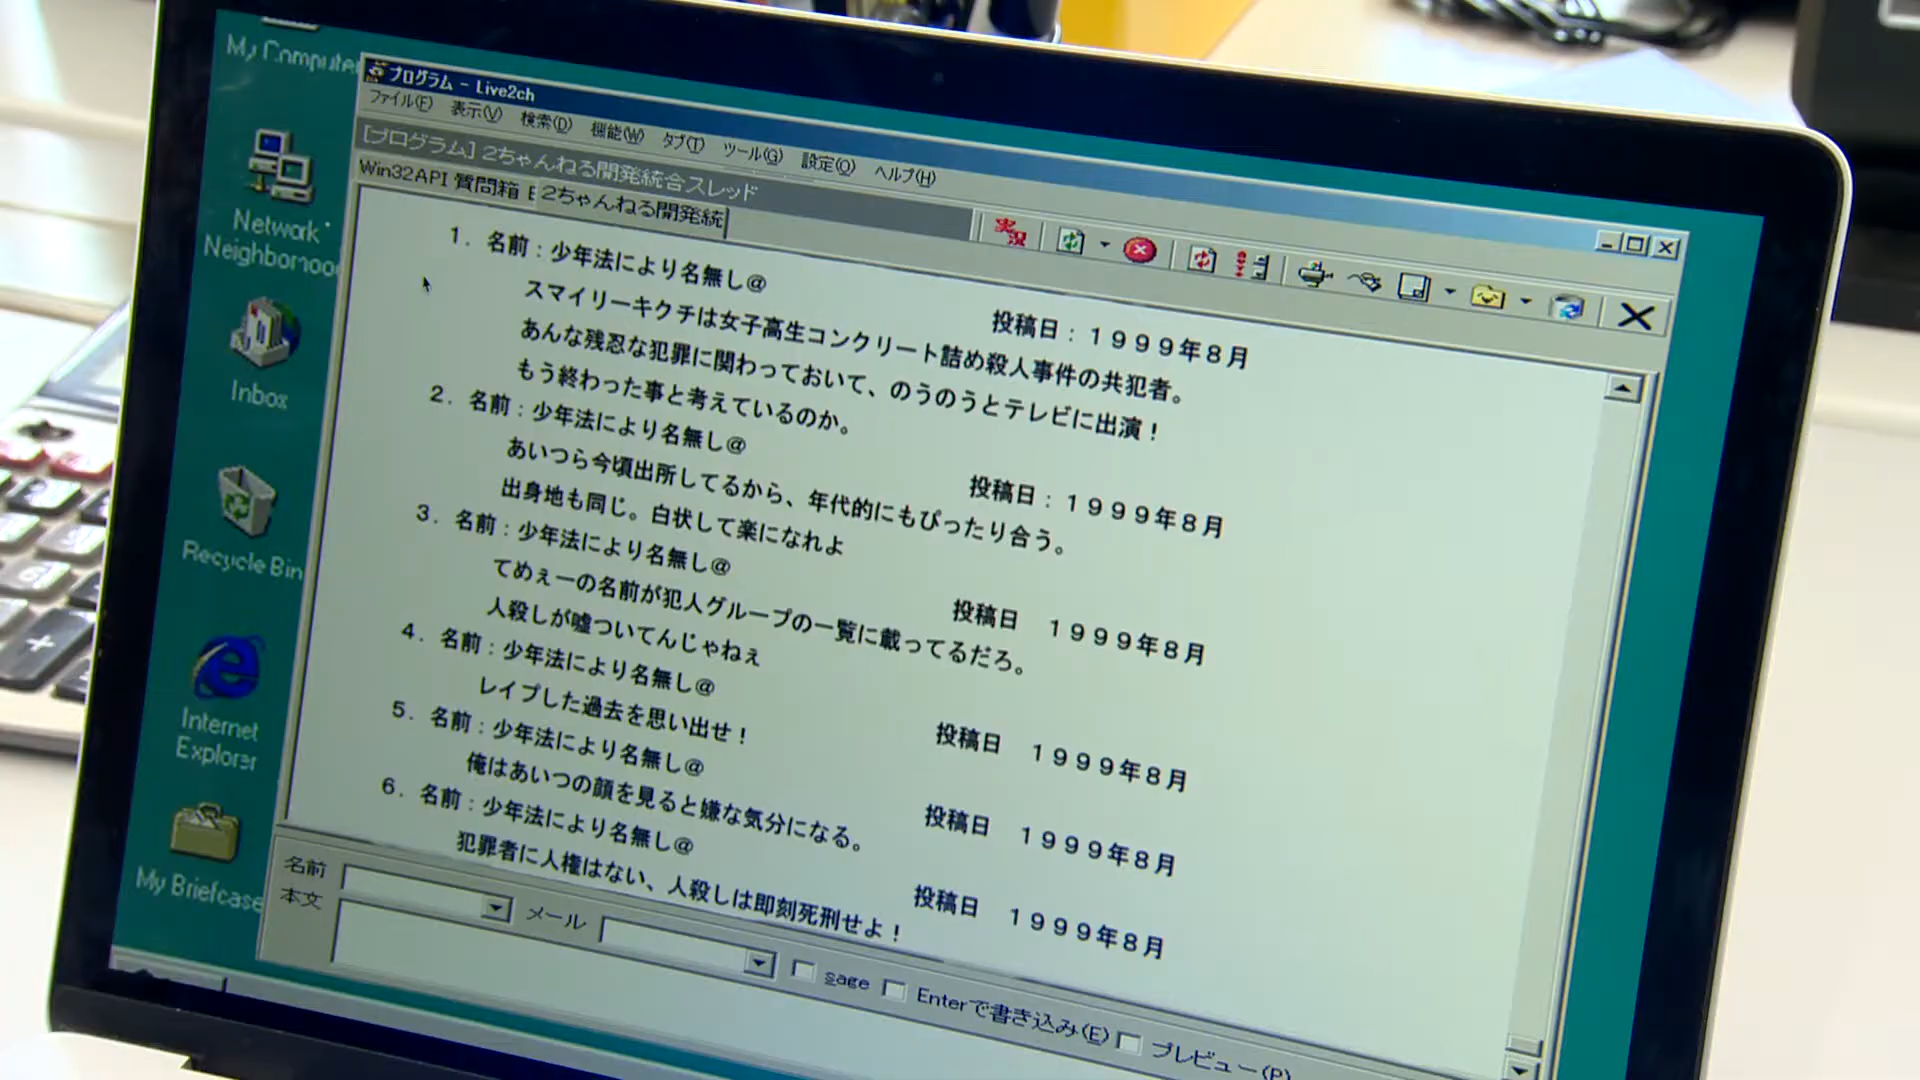 My Computer
Network
Neighborhood
Inbox
Recycle Bin
Internet
Explorer
My Briefcase
プログラム - Live2ch
ファイル(F) 表示(V) 検索(D) 機能(W) タブ(T) ツール(G) 設定(O) ヘルプ(H)
[プログラム] 2ちゃんねる開発統合スレッド
Win32API 質問箱 E 2ちゃんねる開発統
実況
1. 名前:少年法により名無し@ 投稿日:1999年8月
スマイリーキクチは女子高生コンクリート詰め殺人事件の共犯者。
あんな残忍な犯罪に関わっておいて、のうのうとテレビに出演!
もう終わった事と考えているのか。
2. 名前:少年法により名無し@ 投稿日:1999年8月
あいつら今頃出所してるから、年代的にもぴったり合う。
出身地も同じ。白状して楽になれよ
3. 名前:少年法により名無し@ 投稿日 1999年8月
てめぇーの名前が犯人グループの一覧に載ってるだろ。
人殺しが嘘ついてんじゃねぇ
4. 名前:少年法により名無し@ 投稿日 1999年8月
レイプした過去を思い出せ!
5. 名前:少年法により名無し@ 投稿日 1999年8月
俺はあいつの顔を見ると嫌な気分になる。
6. 名前:少年法により名無し@ 投稿日 1999年8月
犯罪者に人権はない、人殺しは即刻死刑せよ!
名前 メール sage Enterで書き込み(E) プレビュー(P)
本文